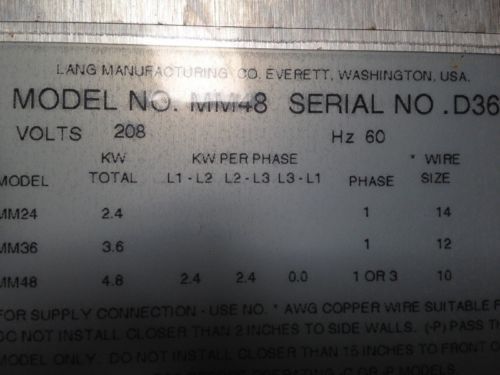 LANG MANUFACTURING CO. EVERETT, WASHINGTON, USA.
MODEL NO. MM48 SERIAL NO .D36
VOLTS 208 Hz 60
KW KW PER PHASE * WIRE
MODEL TOTAL L1 - L2 L2 - L3 L3 - L1 PHASE SIZE
MM24 2.4 1 14
MM36 3.6 1 12
MM48 4.8 2.4 2.4 0.0 1 OR 3 10
FOR SUPPLY CONNECTION - USE NO. * AWG COPPER WIRE SUITABLE F
DO NOT INSTALL CLOSER THAN 2 INCHES TO SIDE WALLS. (-P) PASS TH
MODEL ONLY: DO NOT INSTALL CLOSER THAN 15 INCHES TO FRONT O
OPERATING -C OR -P MODELS.